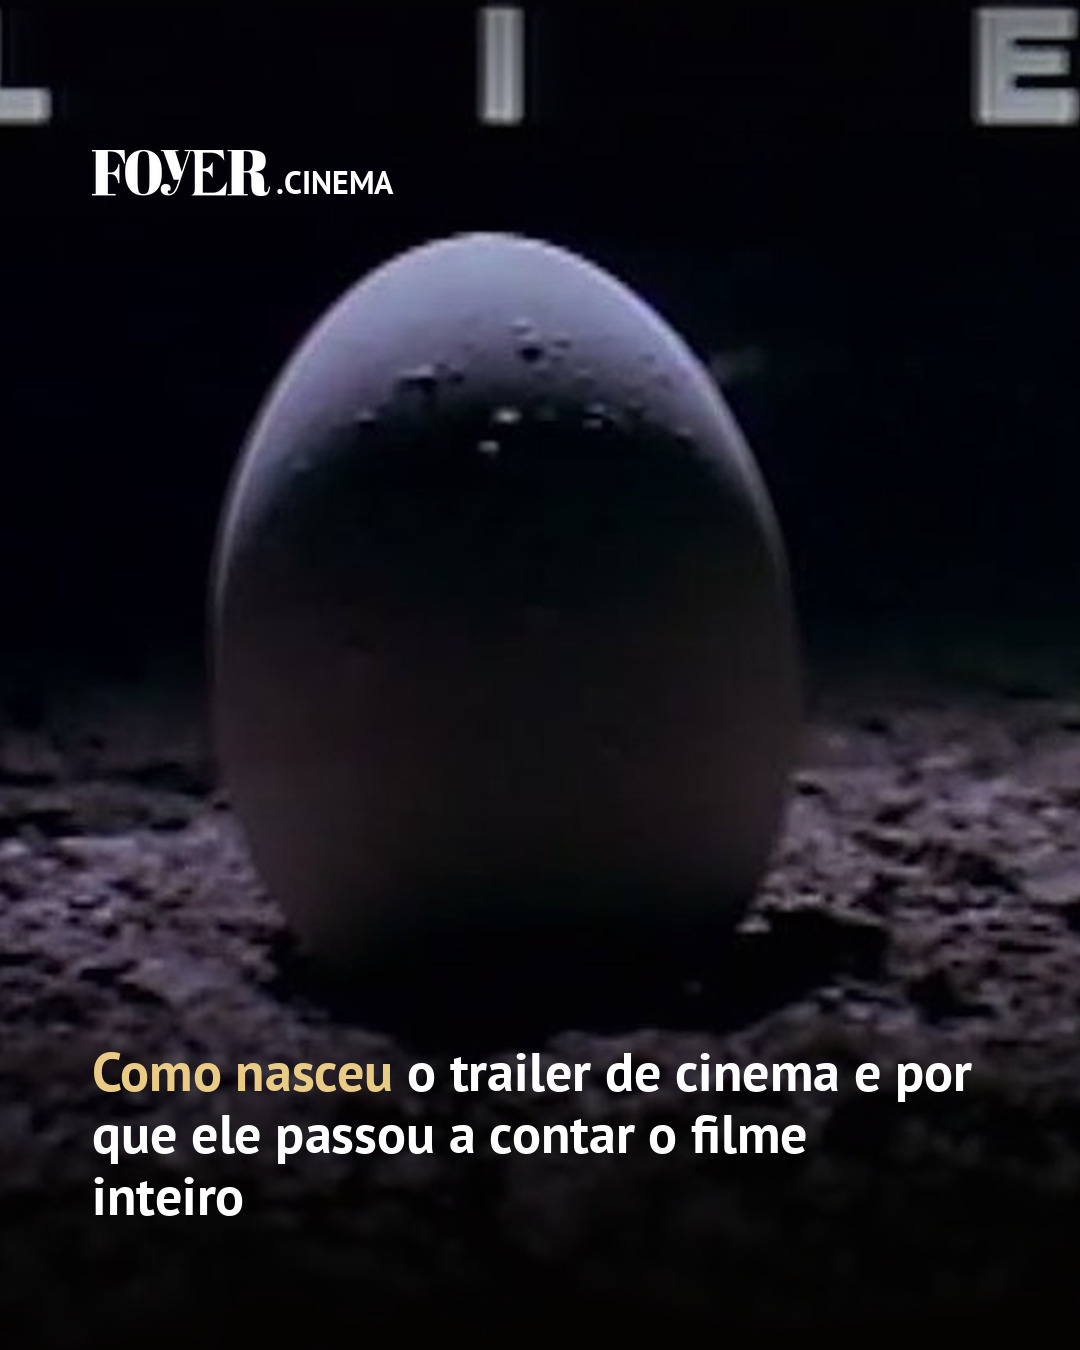 L I E
FOYER.CINEMA
Como nasceu o trailer de cinema e por
que ele passou a contar o filme
inteiro